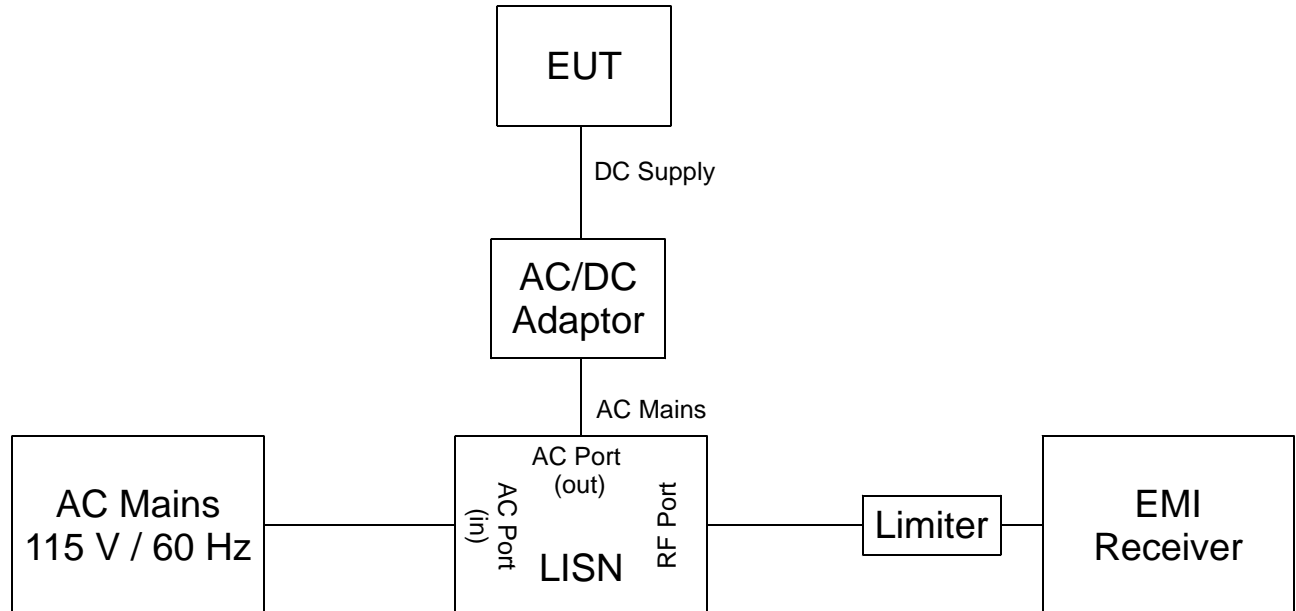 EUT
DC Supply
AC/DC
Adaptor
AC Mains
AC Mains
115 V / 60 Hz
AC Port
(out)
AC Port
(in)
RF Port
LISN
Limiter
EMI
Receiver